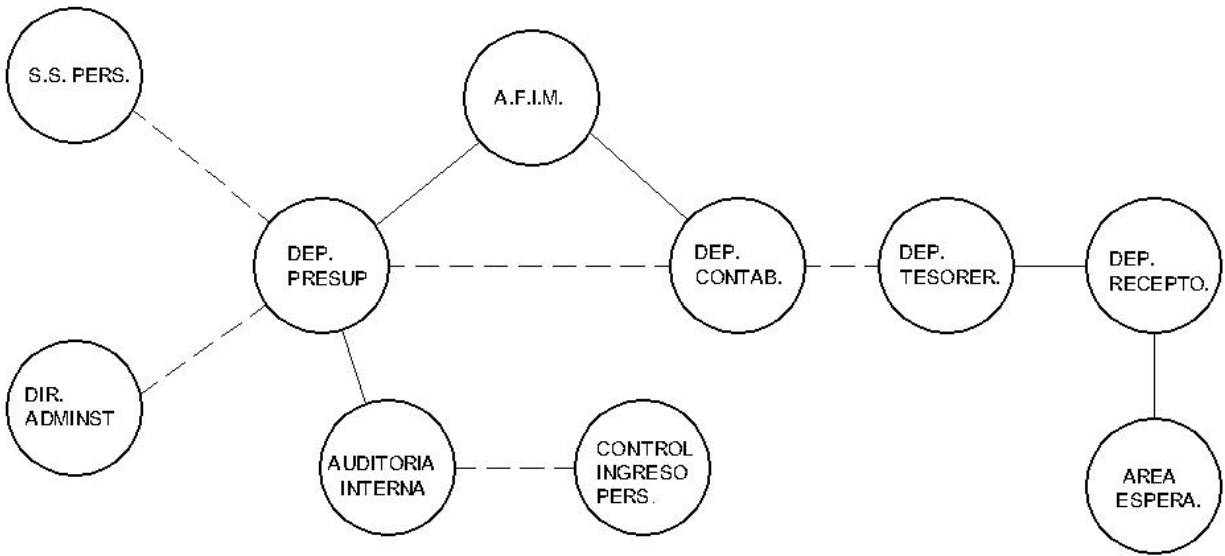 S.S. PERS.
A.F.I.M.
DEP.
PRESUP
DEP.
CONTAB.
DEP.
TESORER.
DEP.
RECEPTO.
DIR.
ADMINST
AUDITORIA
INTERNA
CONTROL
INGRESO
PERS.
AREA
ESPERA.